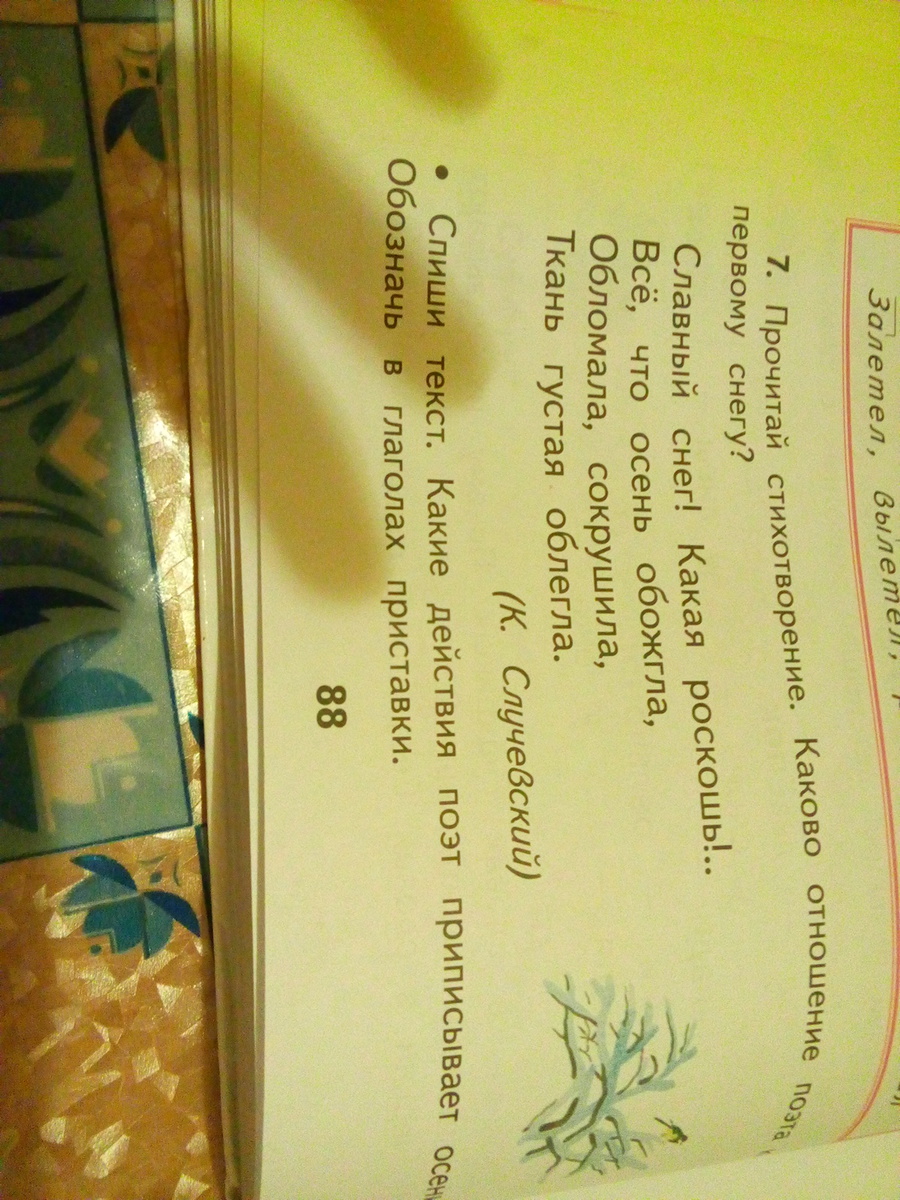 Залетел, вылетел,
7. Прочитай стихотворение. Каково отношение поэта
первому снегу?
Славный снег! Какая роскошь!..
Всё, что осень обожгла,
Обломала, сокрушила,
Ткань густая облегла.
(К. Случевский)
• Спиши текст. Какие действия поэт приписывает
Обозначь в глаголах приставки.
88